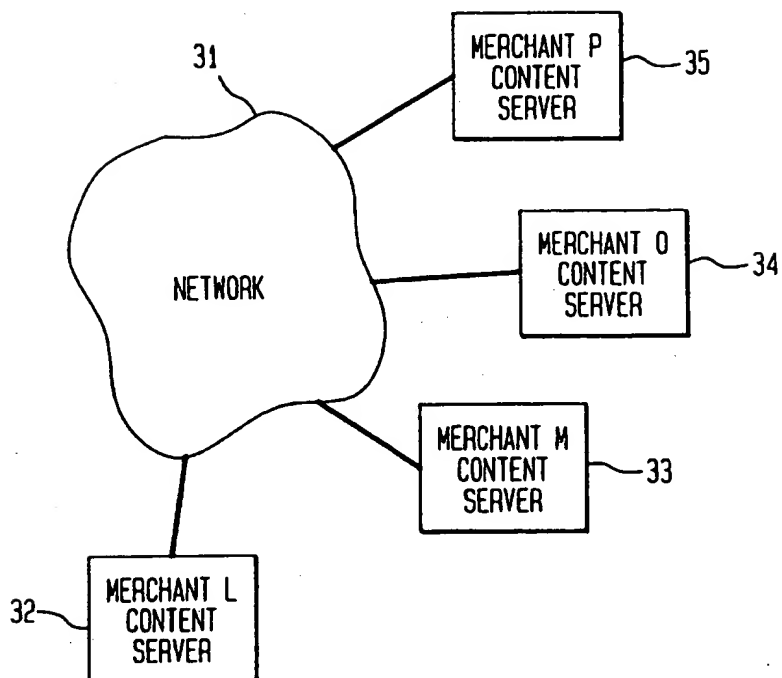 31
MERCHANT P
CONTENT
SERVER
35
NETWORK
MERCHANT O
CONTENT
SERVER
34
MERCHANT M
CONTENT
SERVER
33
MERCHANT L
CONTENT
SERVER
32